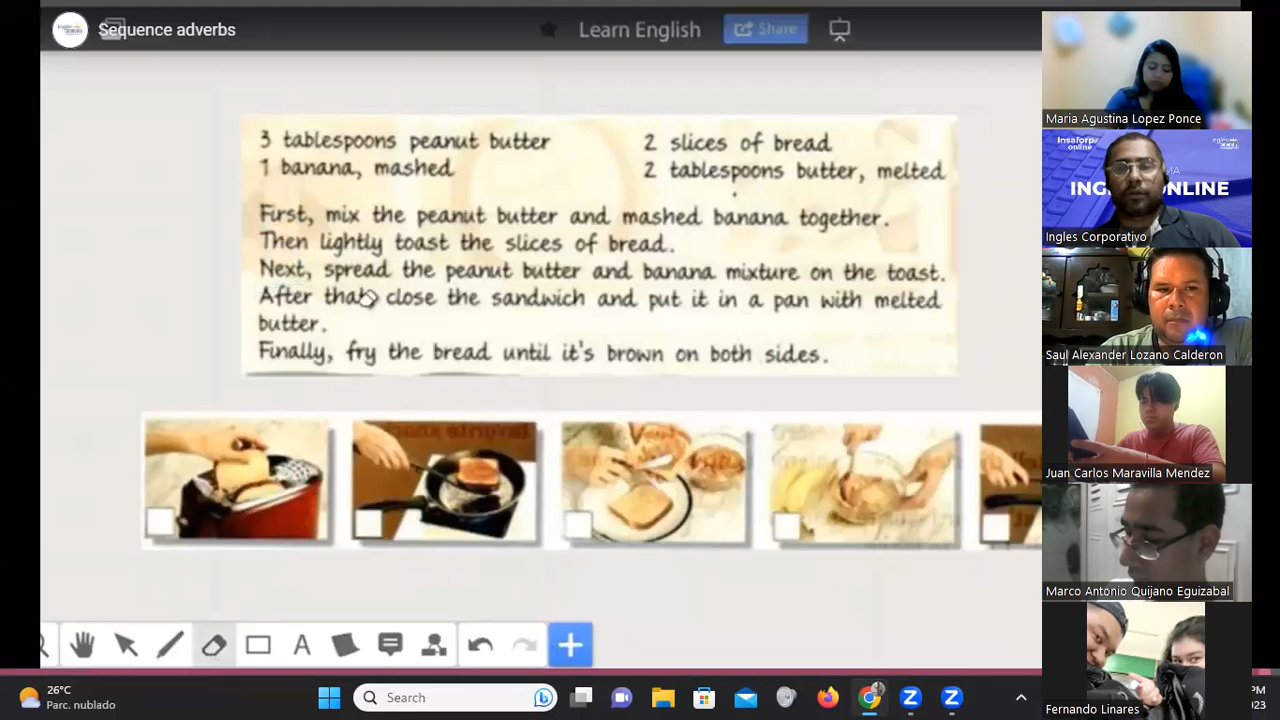 Sequence adverbs
Learn English
Share
3 tablespoons peanut butter
2 slices of bread
1 banana, mashed
2 tablespoons butter, melted
First, mix the peanut butter and mashed banana together.
Then lightly toast the slices of bread.
Next, spread the peanut butter and banana mixture on the toast.
After that, close the sandwich and put it in a pan with melted
butter.
Finally, fry the bread until it's brown on both sides.
Maria Agustina Lopez Ponce
Insaforp
online
INGL ONLINE
Ingles Corporativo
Saul Alexander Lozano Calderon
Juan Carlos Maravilla Mendez
Marco Antonio Quijano Eguizabal
Fernando Linares
A
26°C
Parc. nublado
Search
PM
023